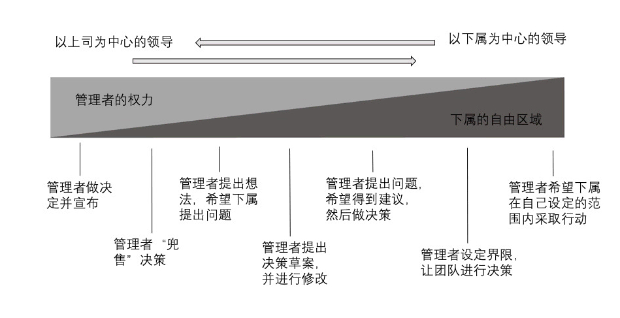 以上司为中心的领导
以下属为中心的领导
管理者的权力
下属的自由区域
管理者做决
定并宣布
管理者“兜
售”决策
管理者提出想
法，希望下属
提出问题
管理者提出
决策草案，
并进行修改
管理者提出问题，
希望得到建议，
然后做决策
管理者设定界限，
让团队进行决策
管理者希望下属
在自己设定的范
围内采取行动